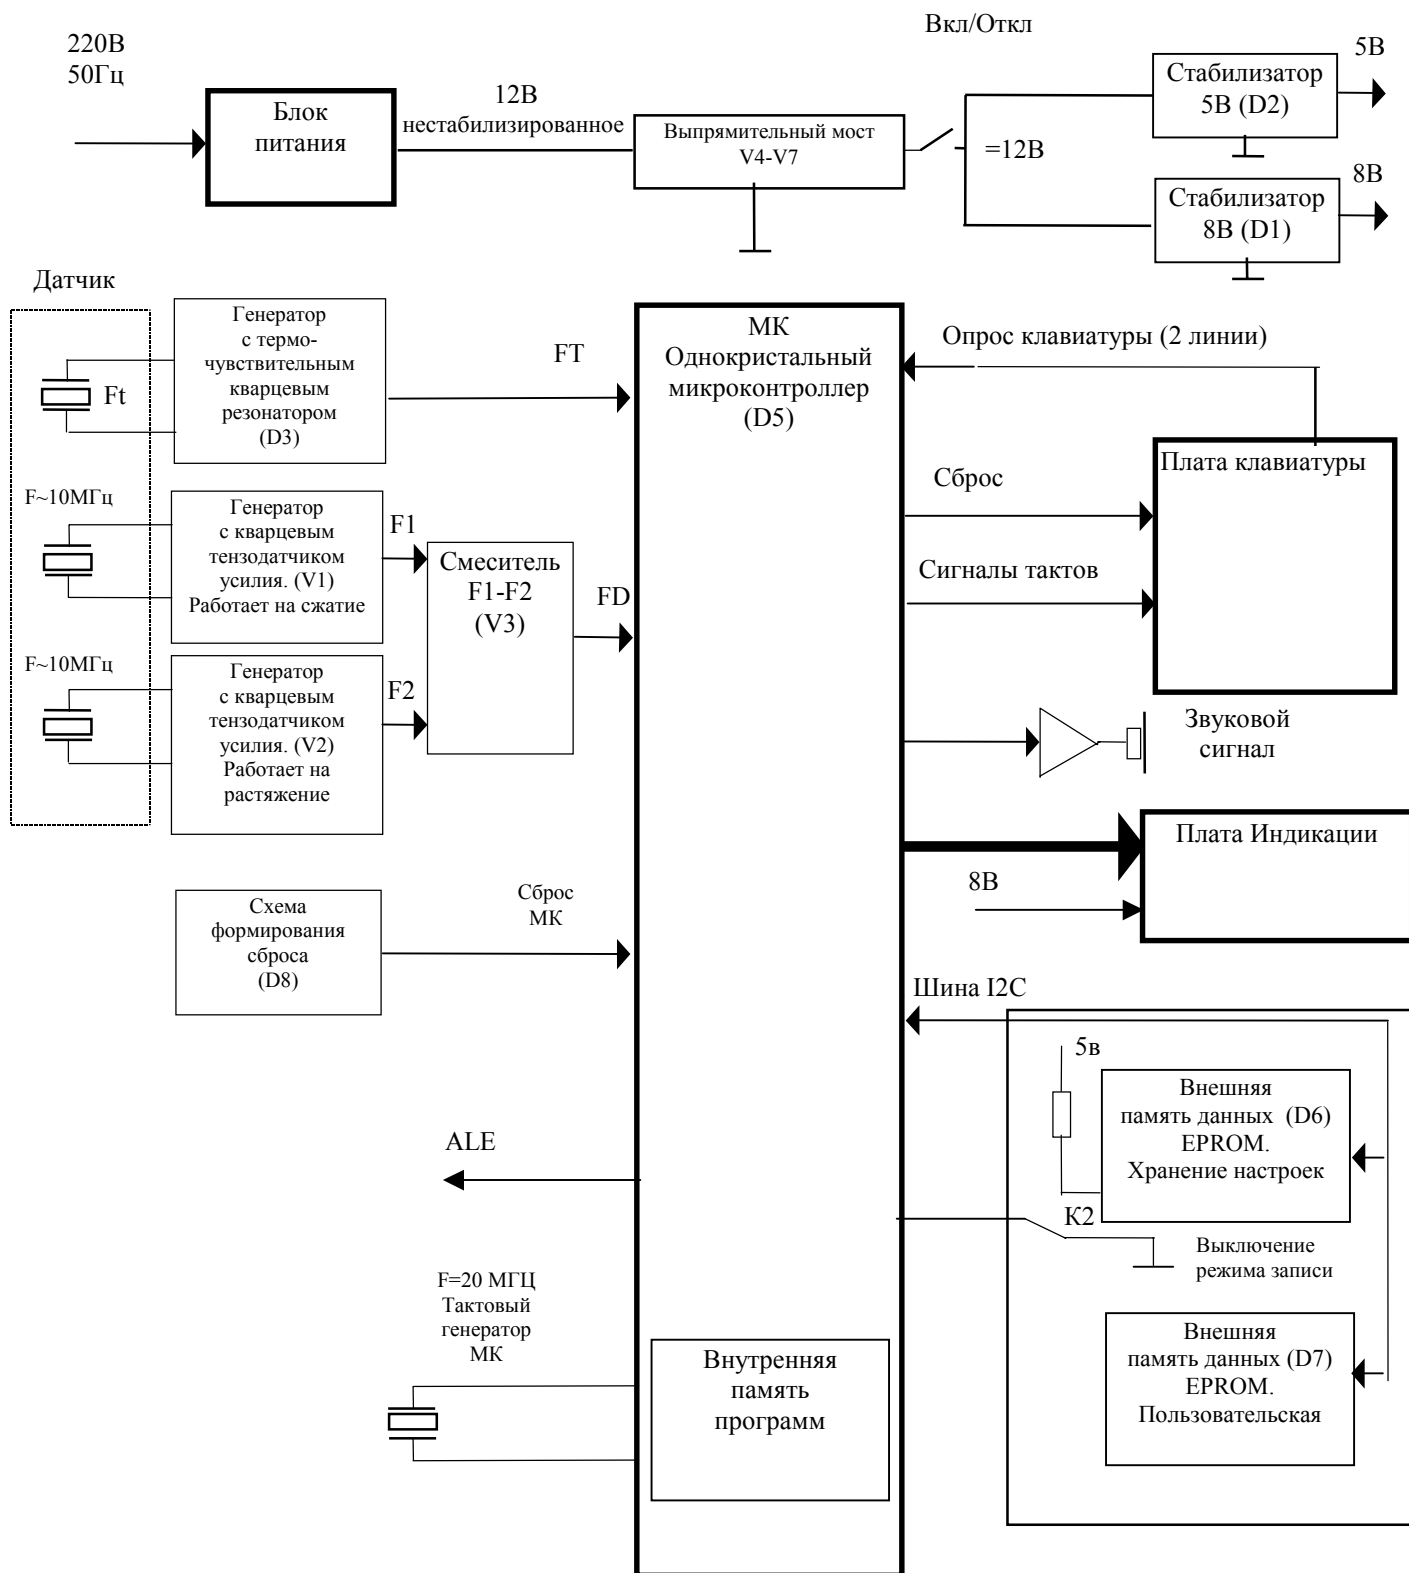 Вкл/Откл
220В
50Гц
Блок
питания
12В
нестабилизированное
Выпрямительный мост
V4-V7
=12В
Стабилизатор
5В (D2)
5В
Стабилизатор
8В (D1)
8В
Датчик
Ft
Генератор
с термо-
чувствительным
кварцевым
резонатором
(D3)
FT
F~10МГц
Генератор
с кварцевым
тензодатчиком
усилия. (V1)
Работает на сжатие
F1
Смеситель
F1-F2
(V3)
FD
F~10МГц
Генератор
с кварцевым
тензодатчиком
усилия. (V2)
Работает на
растяжение
F2
Схема
формирования
сброса
(D8)
Сброс
МК
ALE
F=20 МГЦ
Тактовый
генератор
МК
МК
Однокристальный
микроконтроллер
(D5)
Внутренняя
память
программ
Опрос клавиатуры (2 линии)
Сброс
Сигналы тактов
Плата клавиатуры
Звуковой
сигнал
Плата Индикации
8В
Шина I2C
5в
Внешняя
память данных (D6)
EPROM.
Хранение настроек
К2
Выключение
режима записи
Внешняя
память данных (D7)
EPROM.
Пользовательская